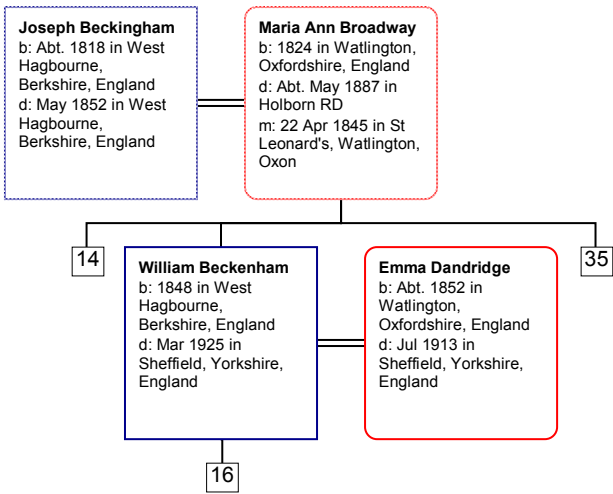 Joseph Beckingham
b: Abt. 1818 in West
Hagbourne,
Berkshire, England
d: May 1852 in West
Hagbourne,
Berkshire, England
Maria Ann Broadway
b: 1824 in Watlington,
Oxfordshire, England
d: Abt. May 1887 in
Holborn RD
m: 22 Apr 1845 in St
Leonard's, Watlington,
Oxon
14
William Beckenham
b: 1848 in West
Hagbourne,
Berkshire, England
d: Mar 1925 in
Sheffield, Yorkshire,
England
Emma Dandridge
b: Abt. 1852 in
Watlington,
Oxfordshire, England
d: Jul 1913 in
Sheffield, Yorkshire,
England
35
16